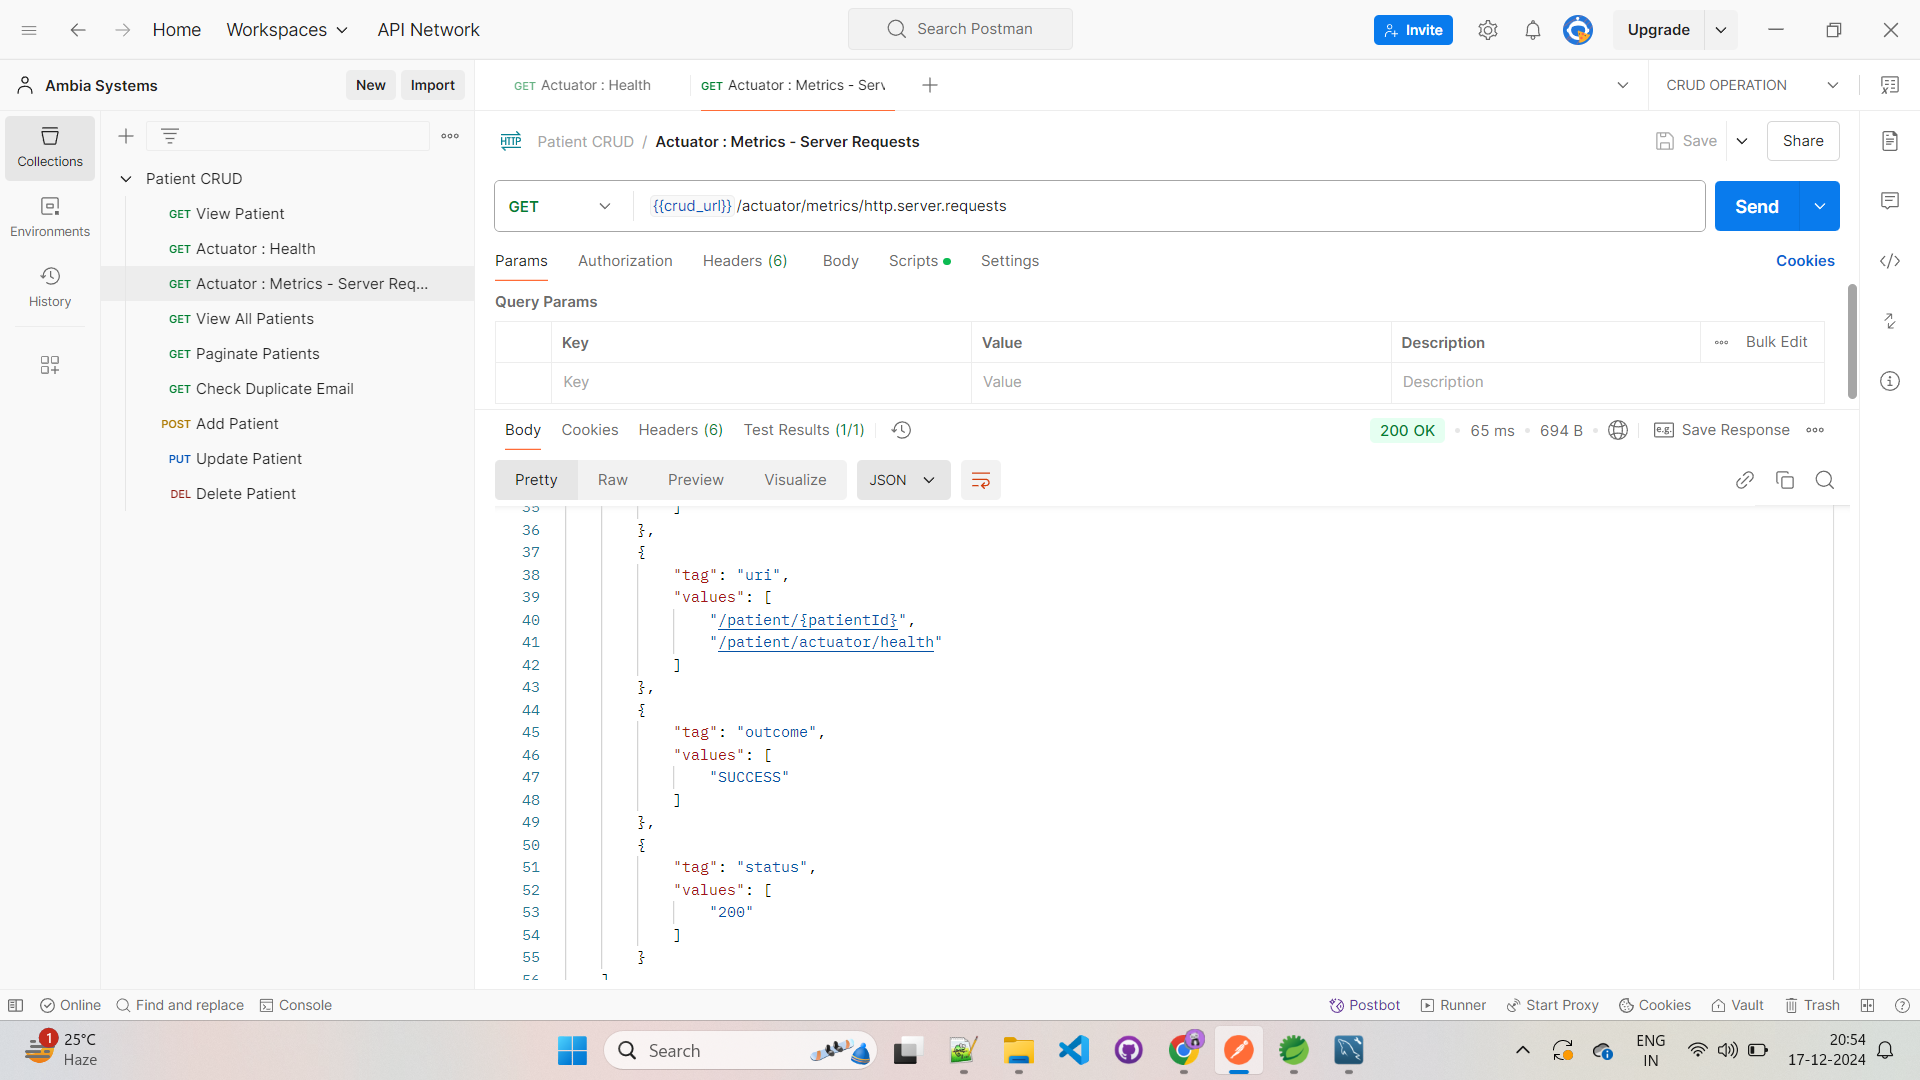 Home
Workspaces
API Network
Search Postman
Invite
Upgrade
Ambia Systems
New
Import
GET Actuator : Health
GET Actuator : Metrics - Serv
CRUD OPERATION
Collections
Environments
History
Patient CRUD
GET View Patient
GET Actuator : Health
GET Actuator : Metrics - Server Req...
GET View All Patients
GET Paginate Patients
GET Check Duplicate Email
POST Add Patient
PUT Update Patient
DEL Delete Patient
HTTP Patient CRUD / Actuator : Metrics - Server Requests
Save
Share
GET
{{crud_url}} /actuator/metrics/http.server.requests
Send
Params Authorization Headers (6) Body Scripts Settings
Cookies
Query Params
Key Value Description Bulk Edit
Key Value Description
Body Cookies Headers (6) Test Results (1/1)
200 OK • 65 ms • 694 B • e.g. Save Response
Pretty Raw Preview Visualize JSON
35 ]
36 },
37 {
38 "tag": "uri",
39 "values": [
40 "/patient/{patientId}",
41 "/patient/actuator/health"
42 ]
43 },
44 {
45 "tag": "outcome",
46 "values": [
47 "SUCCESS"
48 ]
49 },
50 {
51 "tag": "status",
52 "values": [
53 "200"
54 ]
55 }
56 ]
Online Find and replace Console
Postbot Runner Start Proxy Cookies Vault Trash
1
25°C
Haze
Search
ENG
IN
20:54
17-12-2024